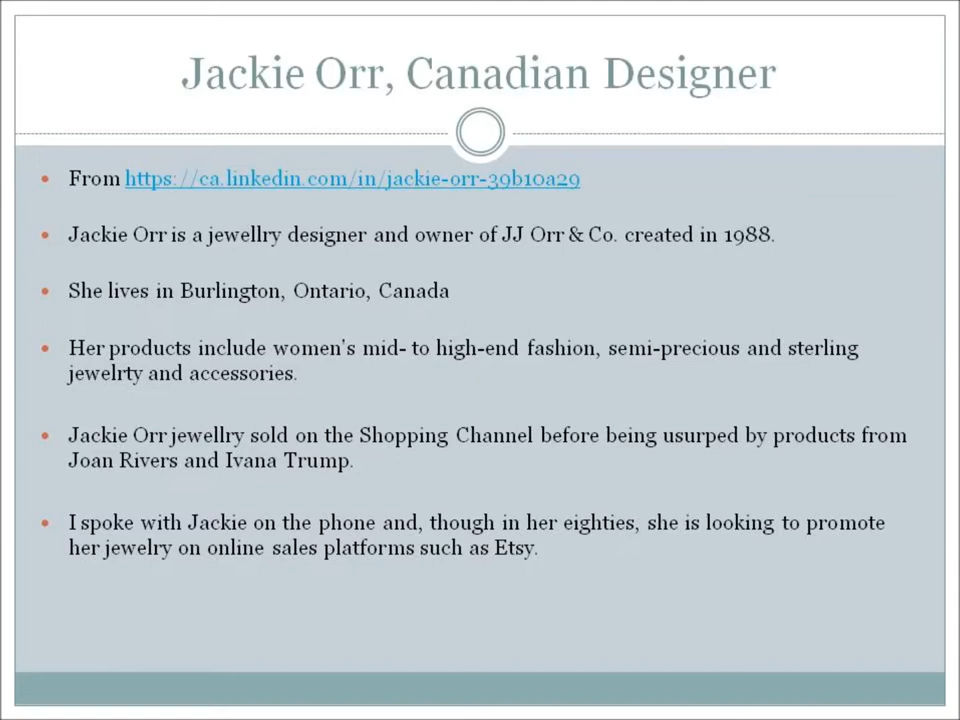 Jackie Orr, Canadian Designer
From https://ca.linkedin.com/in/jackie-orr-39b10a29
Jackie Orr is a jewellry designer and owner of JJ Orr & Co. created in 1988.
She lives in Burlington, Ontario, Canada
Her products include women's mid- to high-end fashion, semi-precious and sterling
jewelrty and accessories.
Jackie Orr jewellry sold on the Shopping Channel before being usurped by products from
Joan Rivers and Ivana Trump.
I spoke with Jackie on the phone and, though in her eighties, she is looking to promote
her jewelry on online sales platforms such as Etsy.